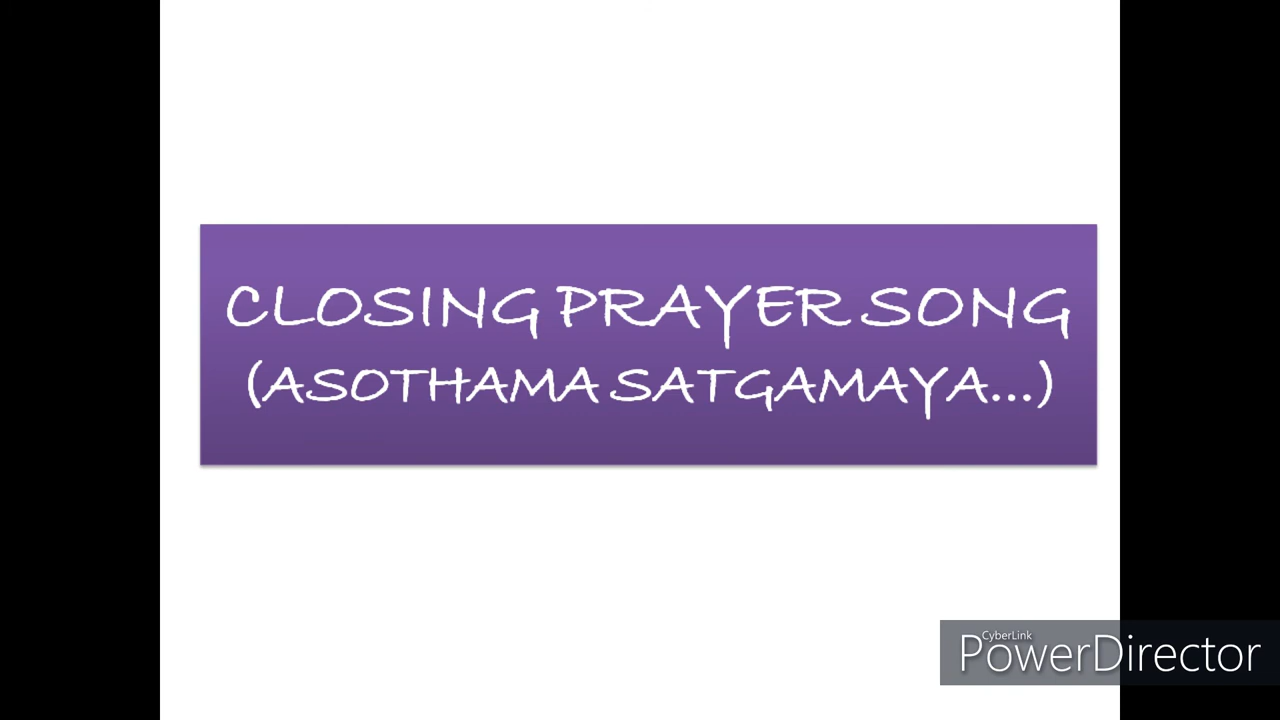 CLOSING PRAYER SONG
(ASOTHAMA SATGAMAYA...)
CyberLink
PowerDirector